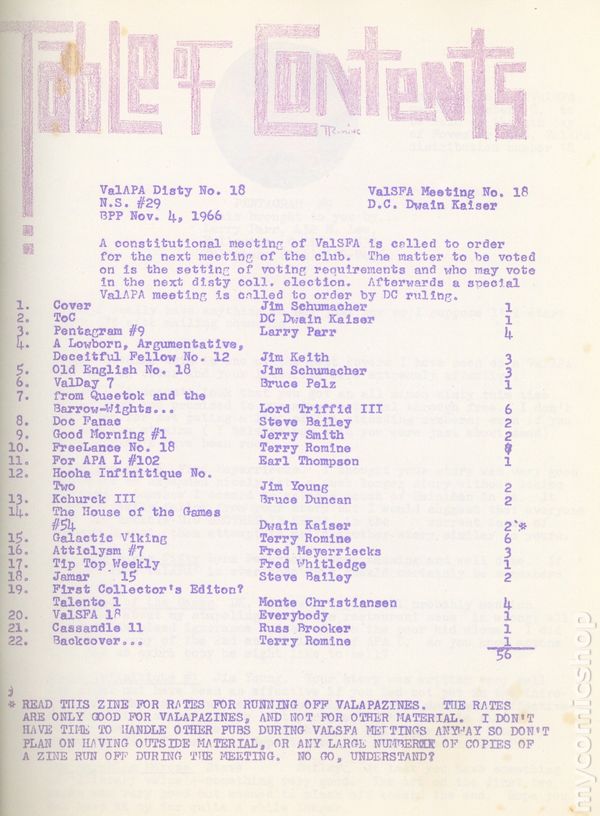 Table of Contents
TRomine
ValAPA Disty No. 18 ValSFA Meeting No. 18
N.S. #29 D.C. Dwain Kaiser
BPP Nov. 4, 1966
A constitutional meeting of ValSFA is called to order
for the next meeting of the club. The matter to be voted
on is the setting of voting requirements and who may vote
in the next disty coll. election. Afterwards a special
ValAPA meeting is called to order by DC ruling.
1. Cover Jim Schumacher 1
2. ToC DC Dwain Kaiser 1
3. Pentagram #9 Larry Parr 4
4. A Lowborn, Argumentative,
Deceitful Fellow No. 12 Jim Keith 3
5. Old English No. 18 Jim Schumacher 3
6. ValDay 7 Bruce Pelz 1
7. from Queetok and the
Barrow-Wights... Lord Triffid III 6
8. Doc Fanac Steve Bailey 2
9. Good Morning #1 Jerry Smith 2
10. FreeLance No. 18 Terry Romine
11. For APA L #102 Earl Thompson 1
12. Hooha Infinitique No.
Two Jim Young 2
13. Kchurck III Bruce Duncan 2
14. The House of the Games
#54 Dwain Kaiser 2*
15. Galactic Viking Terry Romine 6
16. Atticlysm #7 Fred Meyerriecks 3
17. Tip Top Weekly Fred Whitledge 1
18. Jamar 15 Steve Bailey 2
19. First Collector's Editon?
Talento 1 Monte Christiansen 4
20. ValSFA 18 Everybody 1
21. Cassandle 11 Russ Brooker 1
22. Backcover... Terry Romine 1
56
* READ THIS ZINE FOR RATES FOR RUNNING OFF VALAPAZINES. THE RATES
ARE ONLY GOOD FOR VALAPAZINES, AND NOT FOR OTHER MATERIAL. I DON'T
HAVE TIME TO HANDLE OTHER PUBS DURING VALSFA MEETINGS ANYWAY SO DON'T
PLAN ON HAVING OUTSIDE MATERIAL, OR ANY LARGE NUMBER OF COPIES OF
A ZINE RUN OFF DURING THE MEETING. NO GO, UNDERSTAND?
mycomicshop